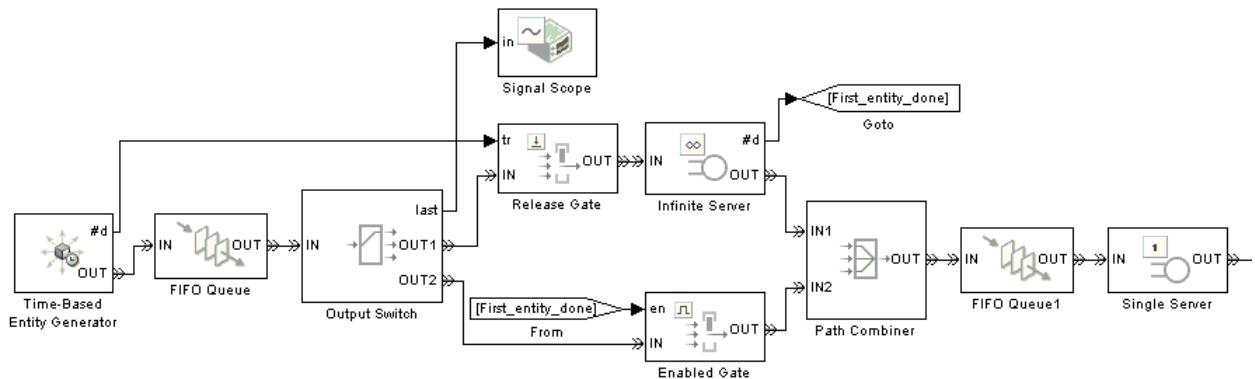 in
Signal Scope
[First_entity_done]
Goto
tr
IN
OUT
Release Gate
IN
#d
OUT
Infinite Server
#d
OUT
Time-Based
Entity Generator
IN
OUT
FIFO Queue
IN
last
OUT1
OUT2
Output Switch
[First_entity_done]
From
en
IN
OUT
Enabled Gate
IN1
IN2
OUT
Path Combiner
IN
OUT
FIFO Queue1
IN
1
OUT
Single Server